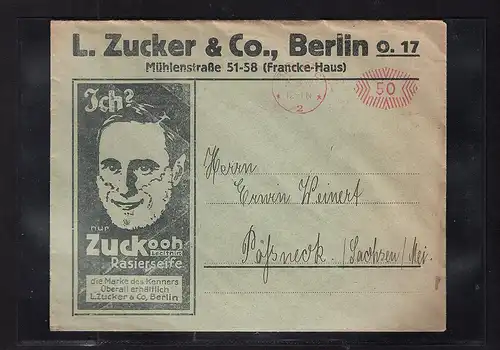 L. Zucker & Co., Berlin O. 17
Mühlenstraße 51-58 (Francke-Haus)
50
2
Ich?
nur
Zuckooh
Rasierseife
die Marke des Kenners
Überall erhältlich
L. Zucker & Co, Berlin
Herrn
Erwin Weinert
Pößneck ./Sachsen/Mei.